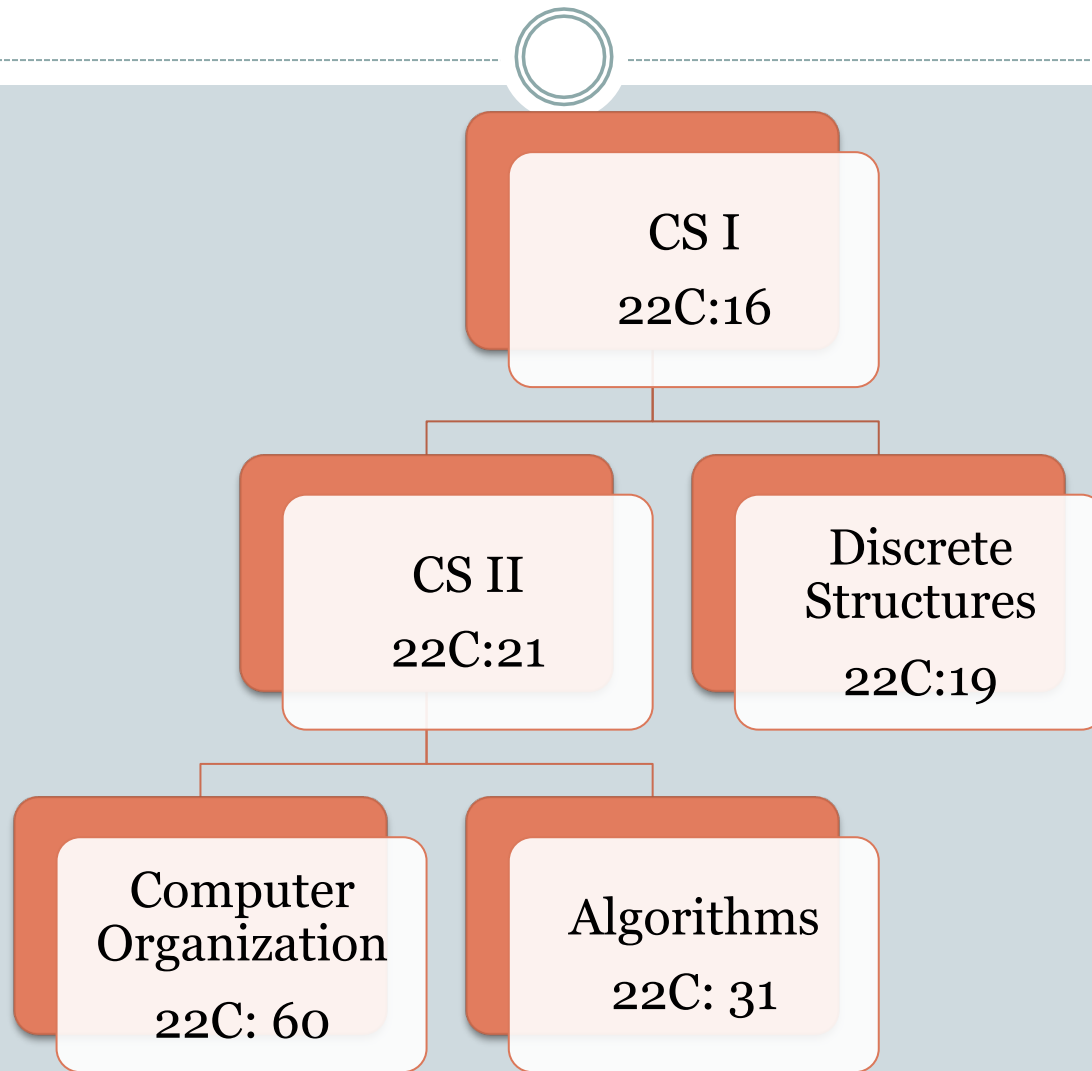 CS I
22C:16
CS II
22C:21
Discrete
Structures
22C:19
Computer
Organization
22C: 60
Algorithms
22C: 31